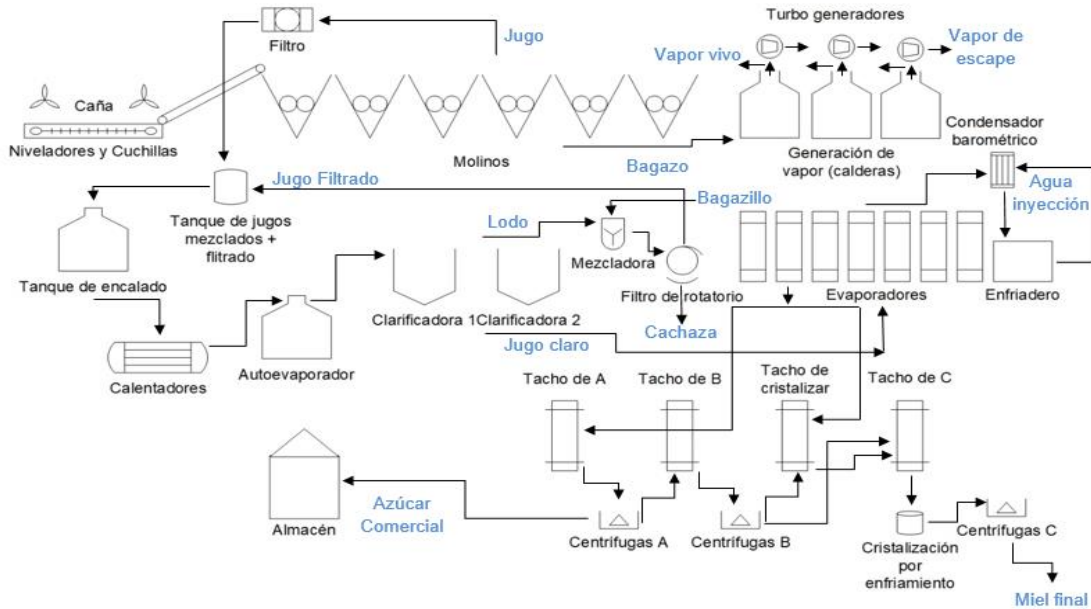 Turbo generadores
Vapor de
escape
Vapor vivo
Jugo
Filtro
Caña
Niveladores y Cuchillas
Molinos
Bagazo
Generación de
vapor (calderas)
Condensador
barométrico
Agua
inyección
Jugo Filtrado
Tanque de jugos
mezclados +
flitrado
Lodo
Bagazillo
Mezcladora
Tanque de encalado
Filtro de rotatorio
Evaporadores
Enfriadero
Clarificadora 1
Clarificadora 2
Cachaza
Jugo claro
Calentadores
Autoevaporador
Tacho de A
Tacho de B
Tacho de
cristalizar
Tacho de C
Almacén
Azúcar
Comercial
Centrífugas A
Centrífugas B
Cristalización
por
enfriamiento
Centrífugas C
Miel final